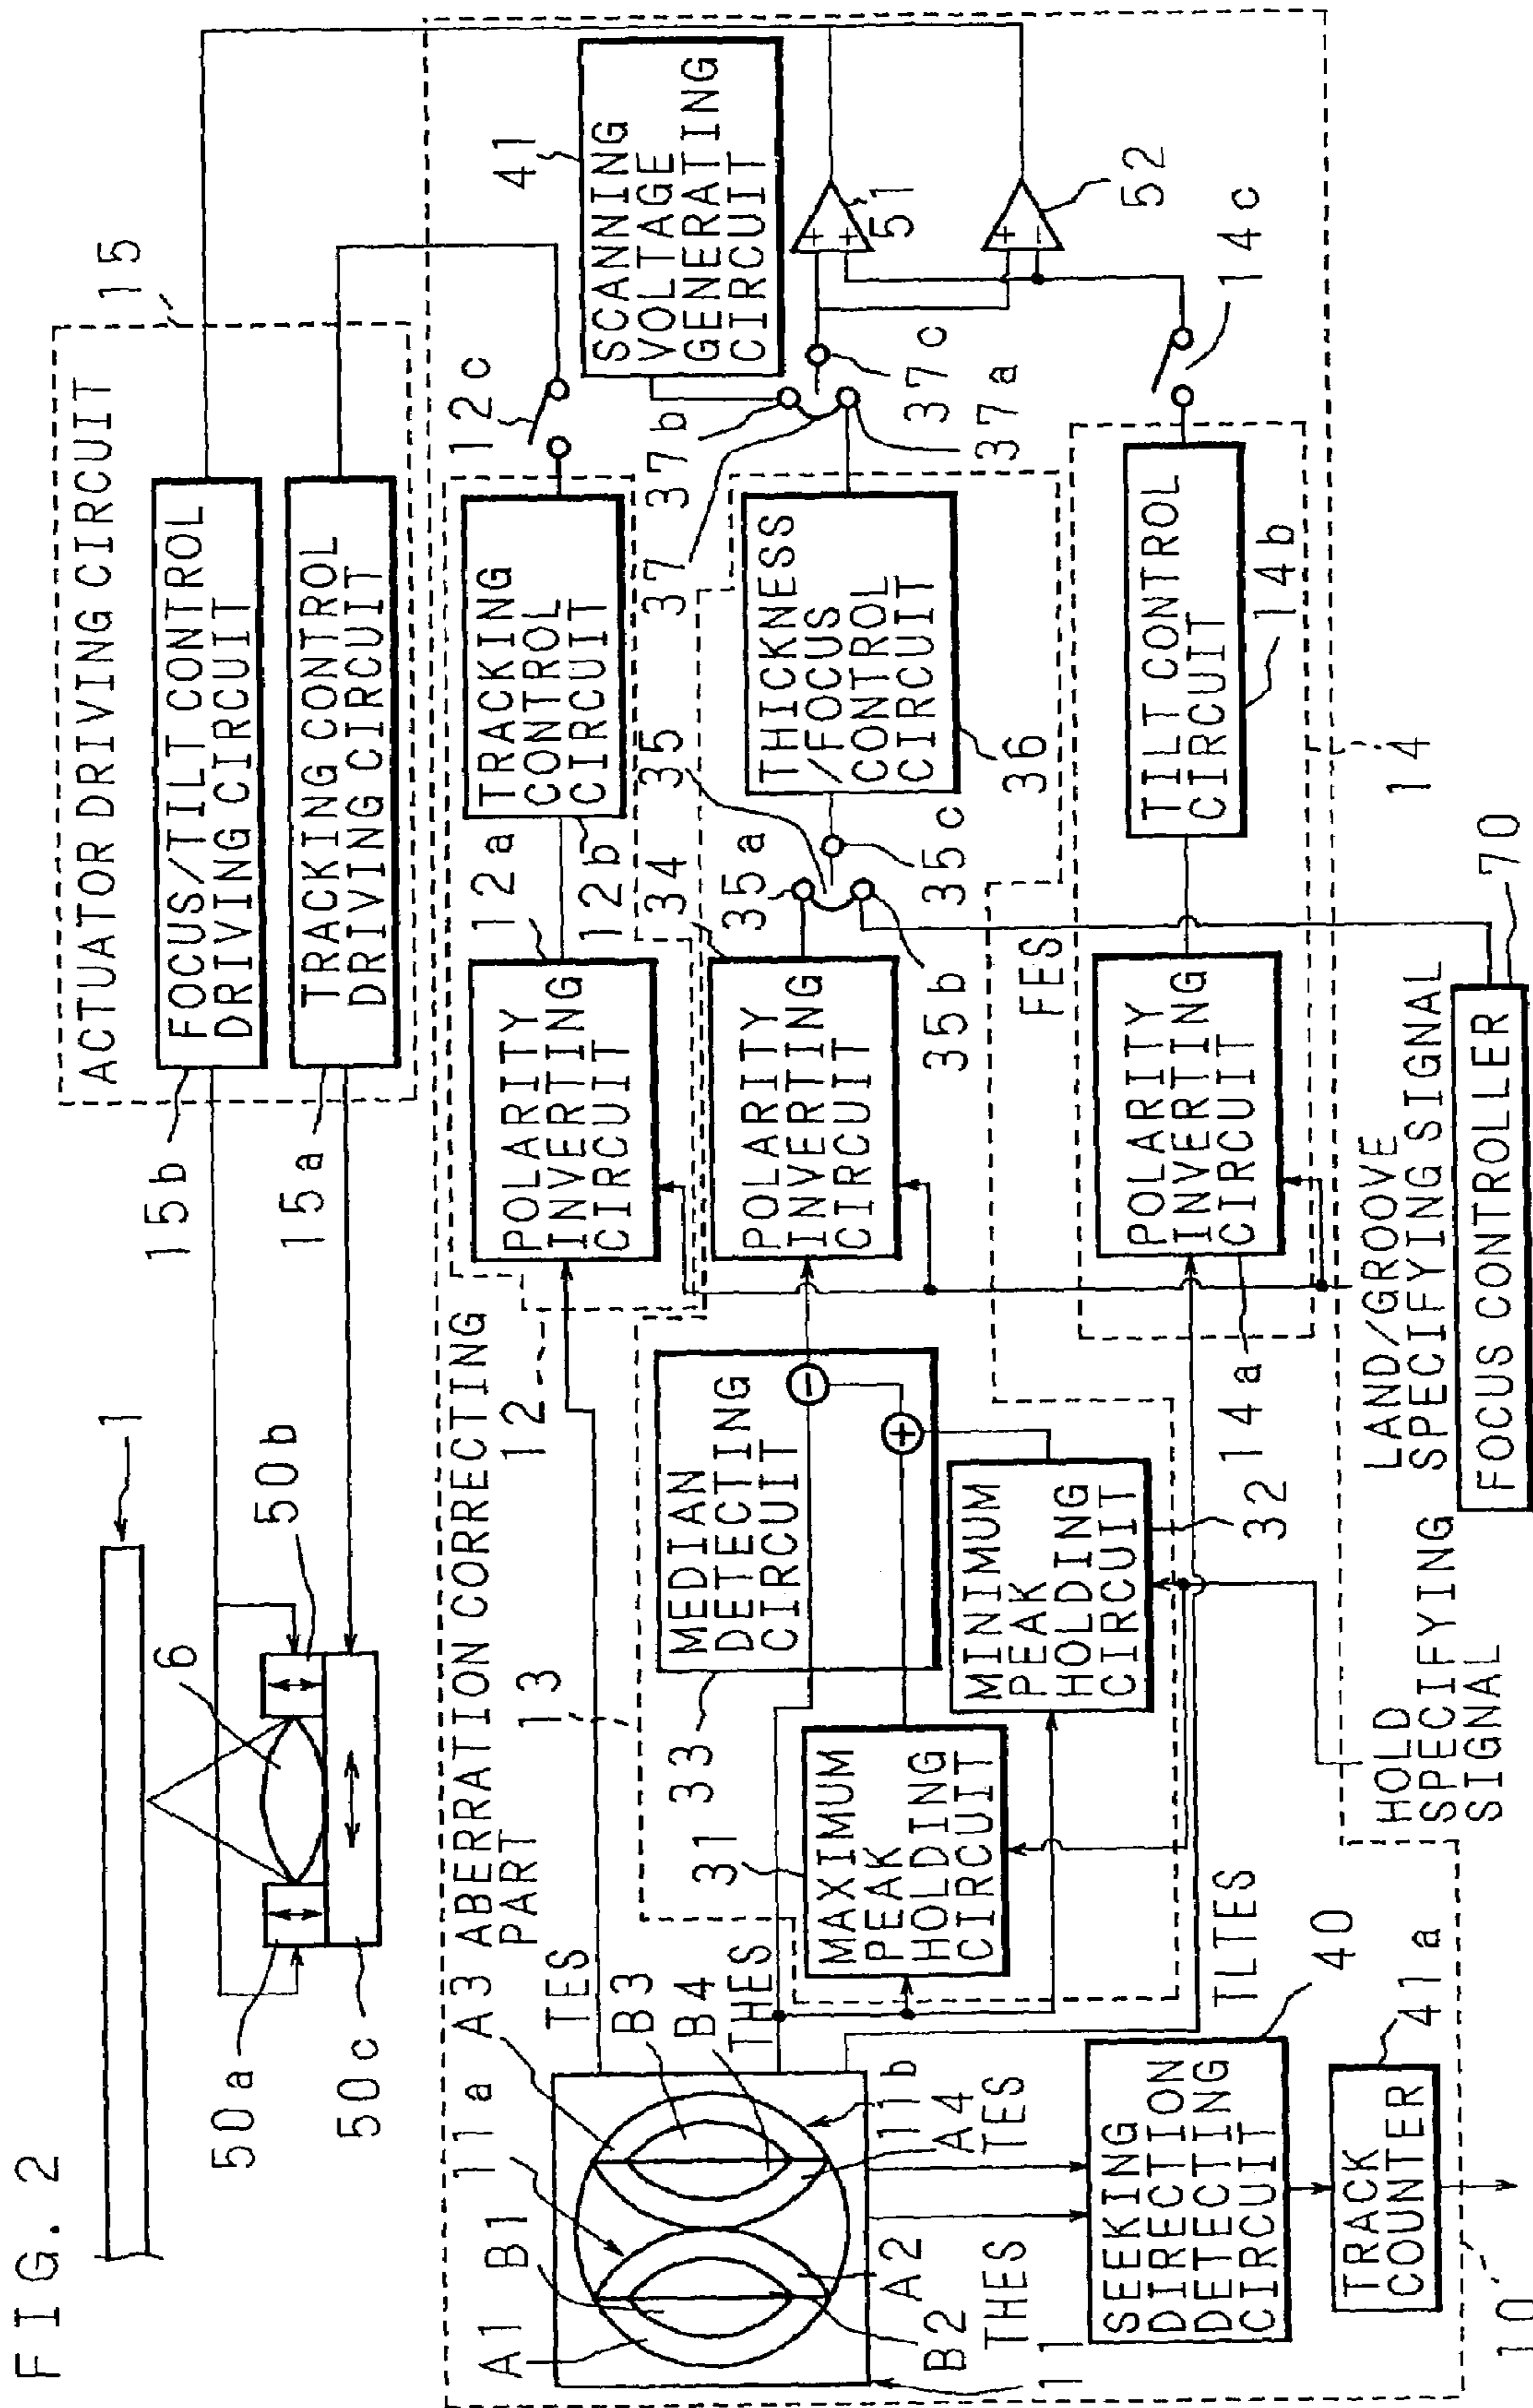 FIG. 2
1
6
50a
50b
50c
15b
15a
15
ACTUATOR DRIVING CIRCUIT
FOCUS/TILT CONTROL
DRIVING CIRCUIT
TRACKING CONTROL
DRIVING CIRCUIT
ABERRATION CORRECTING
PART
12
13
A1
B1
11a
A3
TES
B3
B4
THES
11b
A4
TES
A2
B2
THES
11
POLARITY
INVERTING
CIRCUIT
12a
TRACKING
CONTROL
CIRCUIT
12b
12c
41
SCANNING
VOLTAGE
GENERATING
CIRCUIT
MEDIAN
DETECTING
CIRCUIT
33
−
+
31
MAXIMUM
PEAK
HOLDING
CIRCUIT
MINIMUM
PEAK
HOLDING
CIRCUIT
32
34
POLARITY
INVERTING
CIRCUIT
35
35a
35b
35c
THICKNESS
/FOCUS
CONTROL
CIRCUIT
36
37
37b
37a
37c
+
+
51
+
−
52
FES
POLARITY
INVERTING
CIRCUIT
14a
TILT CONTROL
CIRCUIT
14b
14c
14
TLTES
SEEKING
DIRECTION
DETECTING
CIRCUIT
40
TRACK
COUNTER
41a
10
HOLD
SPECIFYING
SIGNAL
LAND/GROOVE
SPECIFYING SIGNAL
FOCUS CONTROLLER
70